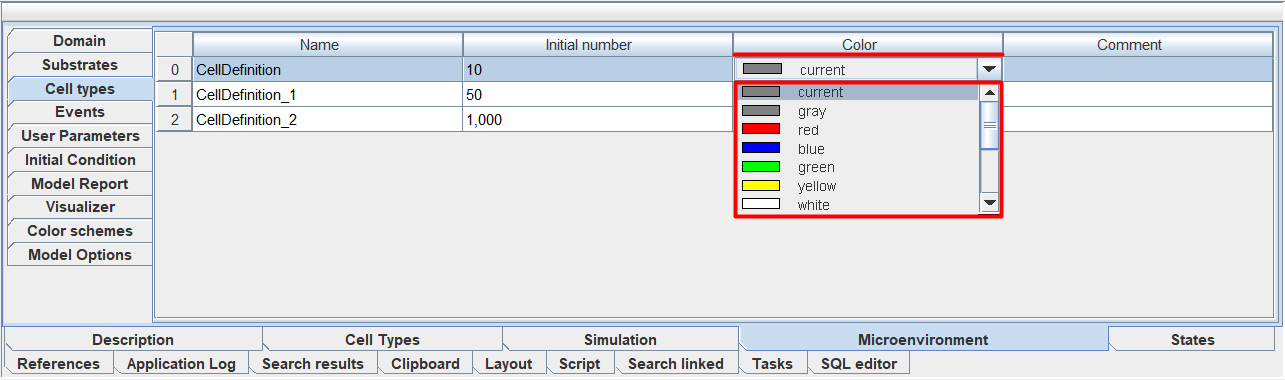 Domain
Substrates
Cell types
Events
User Parameters
Initial Condition
Model Report
Visualizer
Color schemes
Model Options
Name Initial number Color Comment
0 CellDefinition 10 current
1 CellDefinition_1 50
2 CellDefinition_2 1,000
current
gray
red
blue
green
yellow
white
Description Cell Types Simulation Microenvironment States
References Application Log Search results Clipboard Layout Script Search linked Tasks SQL editor